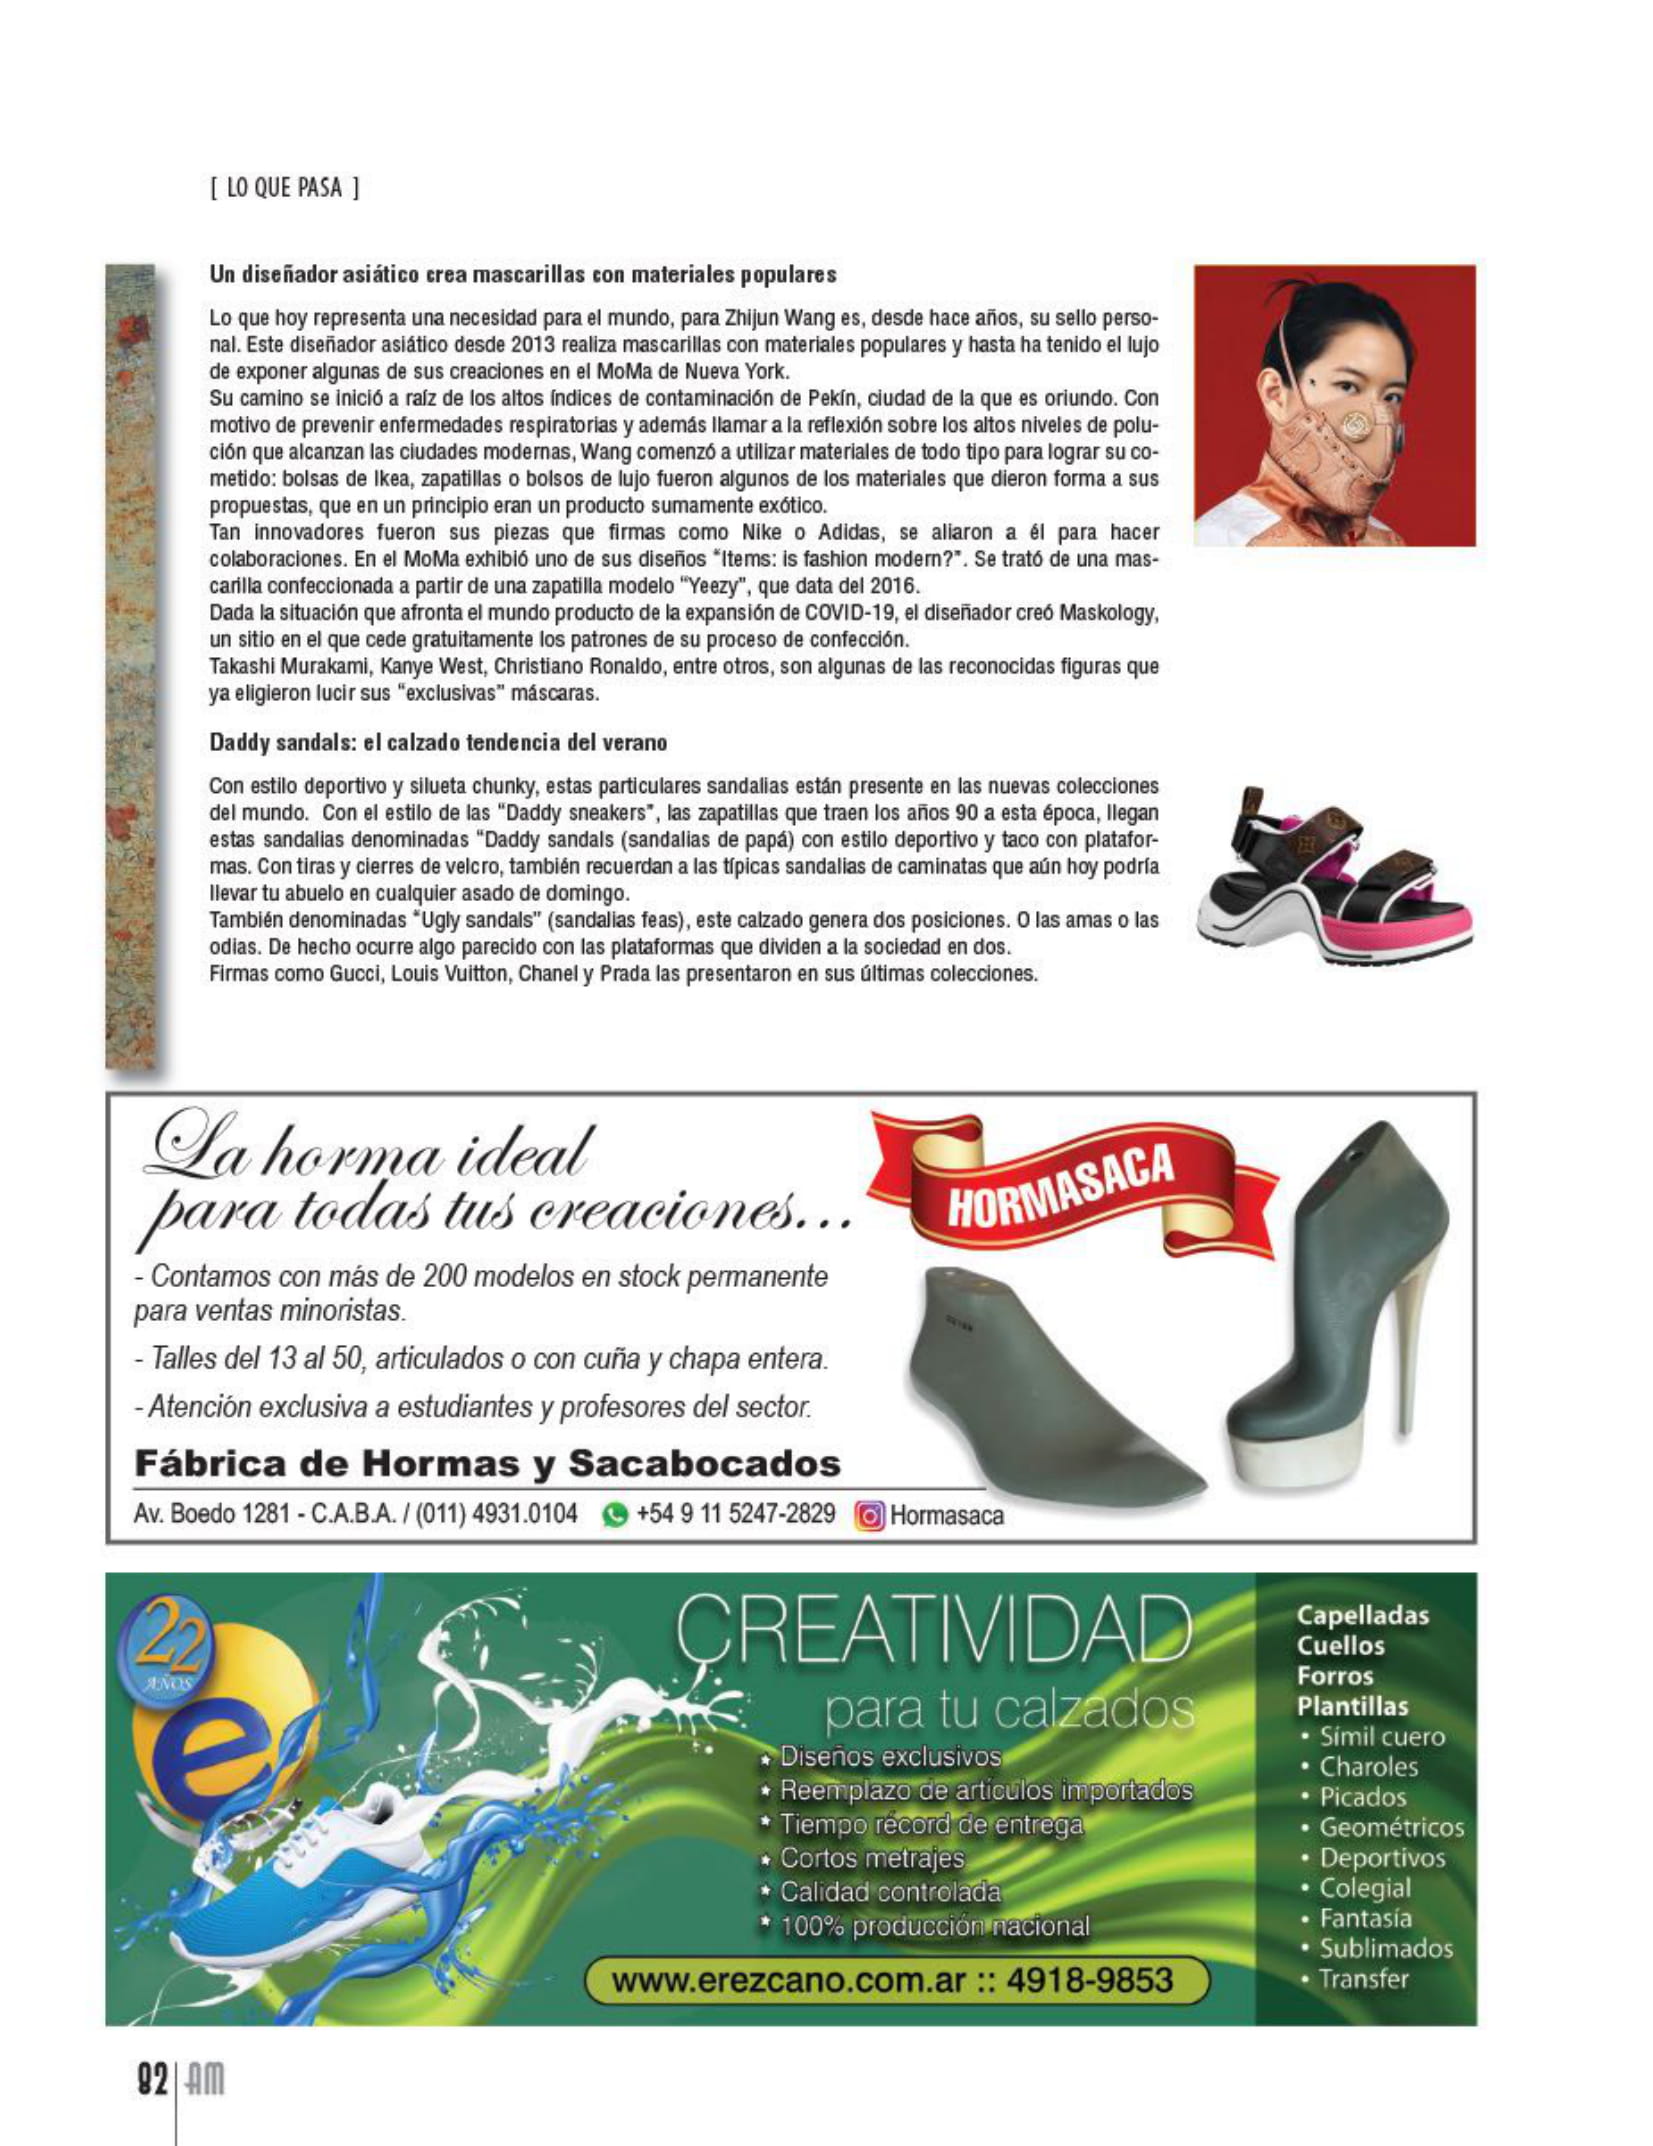 [ LO QUE PASA ]
Un diseñador asiático crea mascarillas con materiales populares
Lo que hoy representa una necesidad para el mundo, para Zhijun Wang es, desde hace años, su sello perso-
nal. Este diseñador asiático desde 2013 realiza mascarillas con materiales populares y hasta ha tenido el lujo
de exponer algunas de sus creaciones en el MoMa de Nueva York.
Su camino se inició a raíz de los altos índices de contaminación de Pekín, ciudad de la que es oriundo. Con
motivo de prevenir enfermedades respiratorias y además llamar a la reflexión sobre los altos niveles de polu-
ción que alcanzan las ciudades modernas, Wang comenzó a utilizar materiales de todo tipo para lograr su co-
metido: bolsas de Ikea, zapatillas o bolsos de lujo fueron algunos de los materiales que dieron forma a sus
propuestas, que en un principio eran un producto sumamente exótico.
Tan innovadores fueron sus piezas que firmas como Nike o Adidas, se aliaron a él para hacer
colaboraciones. En el MoMa exhibió uno de sus diseños "Items: is fashion modern?". Se trató de una mas-
carilla confeccionada a partir de una zapatilla modelo "Yeezy", que data del 2016.
Dada la situación que afronta el mundo producto de la expansión de COVID-19, el diseñador creó Maskology,
un sitio en el que cede gratuitamente los patrones de su proceso de confección.
Takashi Murakami, Kanye West, Christiano Ronaldo, entre otros, son algunas de las reconocidas figuras que
ya eligieron lucir sus "exclusivas" máscaras.
Daddy sandals: el calzado tendencia del verano
Con estilo deportivo y silueta chunky, estas particulares sandalias están presente en las nuevas colecciones
del mundo. Con el estilo de las "Daddy sneakers", las zapatillas que traen los años 90 a esta época, llegan
estas sandalias denominadas "Daddy sandals (sandalias de papá) con estilo deportivo y taco con platafor-
mas. Con tiras y cierres de velcro, también recuerdan a las típicas sandalias de caminatas que aún hoy podría
llevar tu abuelo en cualquier asado de domingo.
También denominadas "Ugly sandals" (sandalias feas), este calzado genera dos posiciones. O las amas o las
odias. De hecho ocurre algo parecido con las plataformas que dividen a la sociedad en dos.
Firmas como Gucci, Louis Vuitton, Chanel y Prada las presentaron en sus últimas colecciones.
La horma ideal
para todas tus creaciones...
HORMASACA
- Contamos con más de 200 modelos en stock permanente
para ventas minoristas.
- Talles del 13 al 50, articulados o con cuña y chapa entera.
- Atención exclusiva a estudiantes y profesores del sector.
Fábrica de Hormas y Sacabocados
Av. Boedo 1281 - C.A.B.A. / (011) 4931.0104 +54 9 11 5247-2829 Hormasaca
22
AÑOS
e
CREATIVIDAD
para tu calzados
* Diseños exclusivos
* Reemplazo de artículos importados
* Tiempo récord de entrega
* Cortos metrajes
* Calidad controlada
* 100% producción nacional
www.erezcano.com.ar :: 4918-9853
Capelladas
Cuellos
Forros
Plantillas
• Símil cuero
• Charoles
• Picados
• Geométricos
• Deportivos
• Colegial
• Fantasía
• Sublimados
• Transfer
82 AM